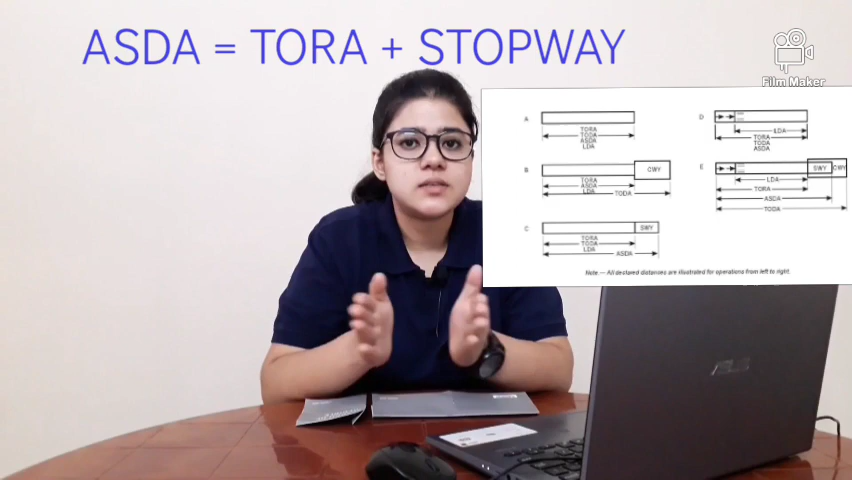 ASDA = TORA + STOPWAY
Film Maker
A
TORA
TODA
ASDA
LDA
B
CWY
TORA
ASDA
LDA
TODA
C
SWY
TORA
TODA
LDA
ASDA
D
LDA
TORA
TODA
ASDA
E
SWY
CWY
LDA
TORA
ASDA
TODA
Note.— All declared distances are illustrated for operations from left to right.
ASUS